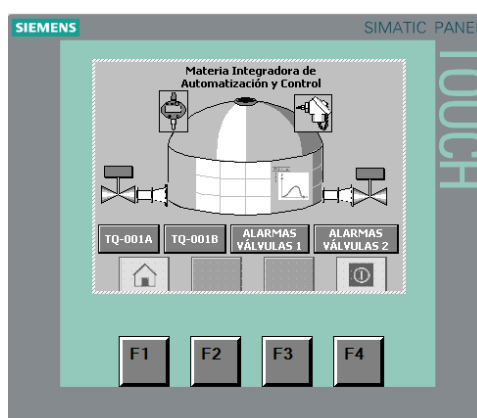 SIEMENS
SIMATIC PANEL
TOUCH
Materia Integradora de
Automatización y Control
TQ-001A
TQ-001B
ALARMAS
VÁLVULAS 1
ALARMAS
VÁLVULAS 2
F1
F2
F3
F4